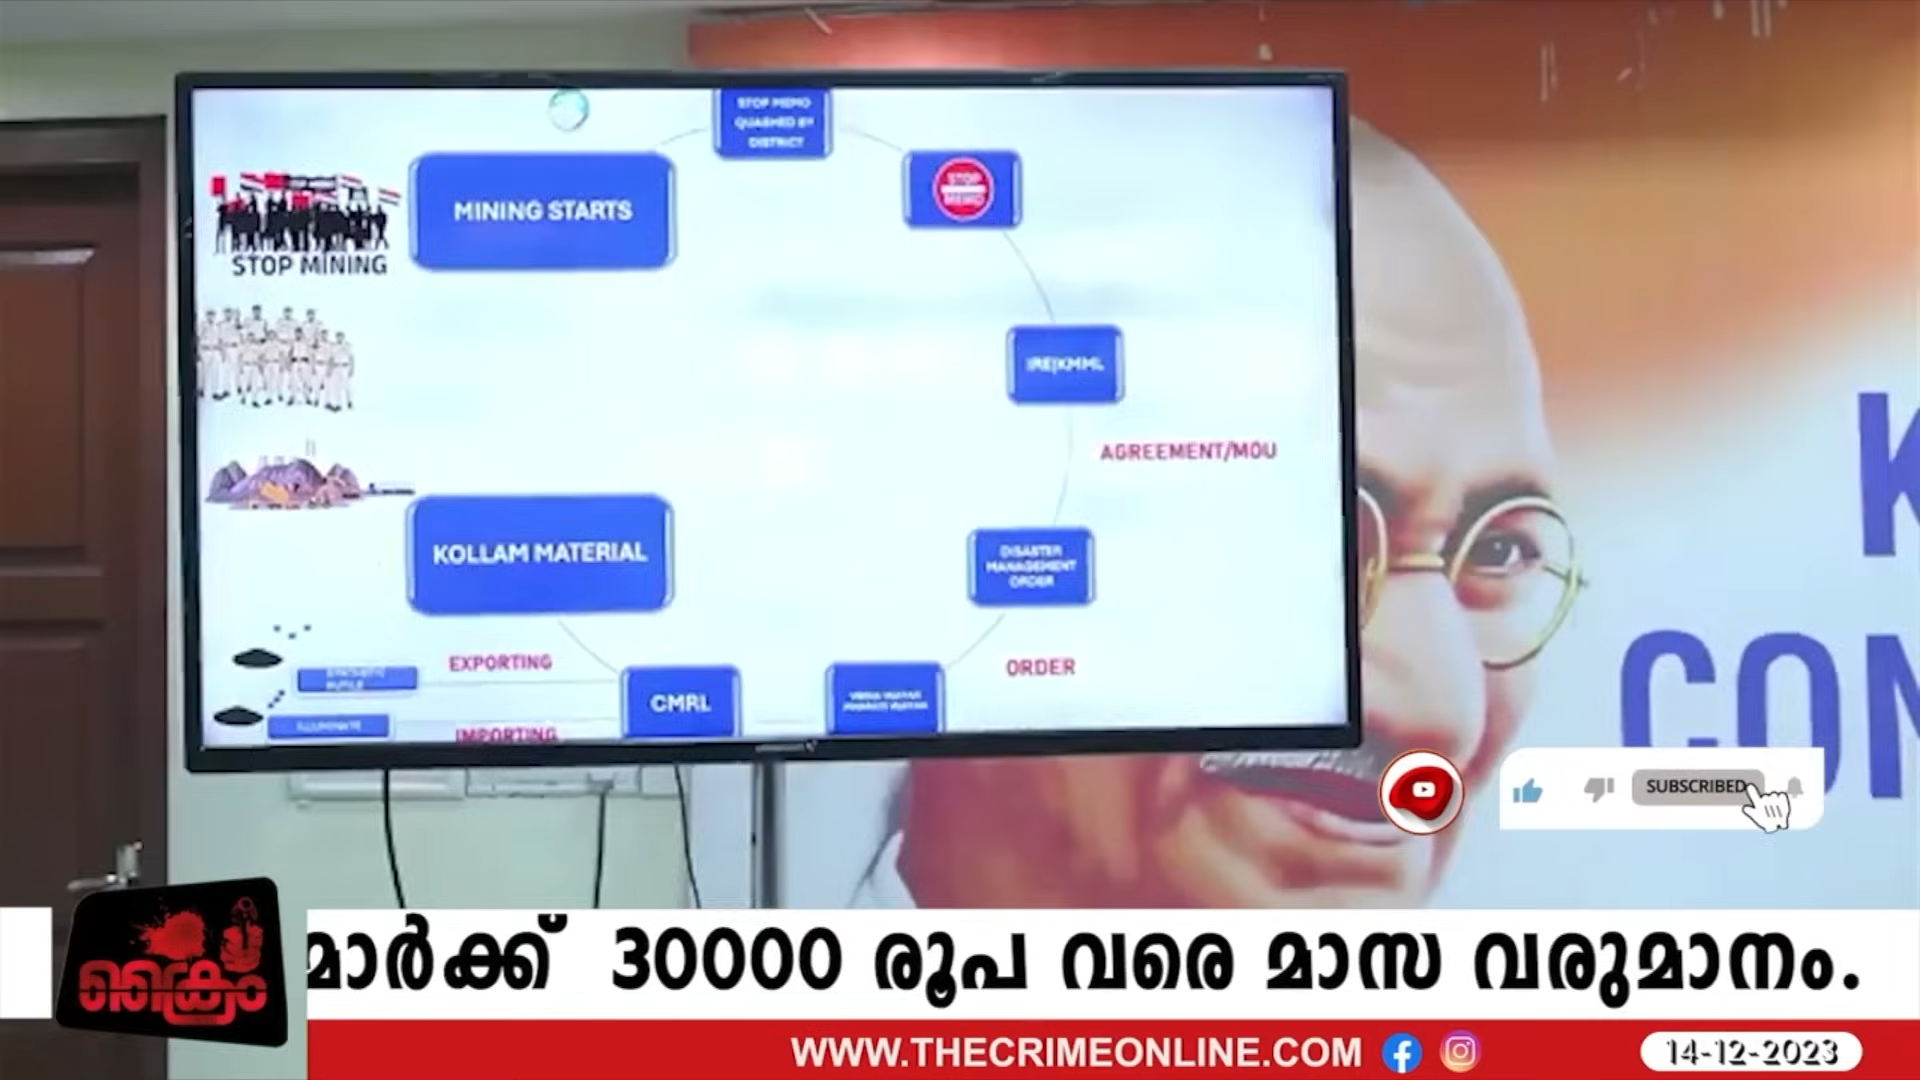 STOP MEMO
QUASHED BY
DISTRICT
MINING STARTS
STOP
MEMO
STOP MINING
IRE|KMML
AGREEMENT/MOU
KOLLAM MATERIAL
DISASTER
MANAGEMENT
ORDER
EXPORTING
ORDER
CMRL
IMPORTING
K
CON
SUBSCRIBED
ക്രൈം
മാർക്ക് 30000 രൂപ വരെ മാസ വരുമാനം.
WWW.THECRIMEONLINE.COM
14-12-2023